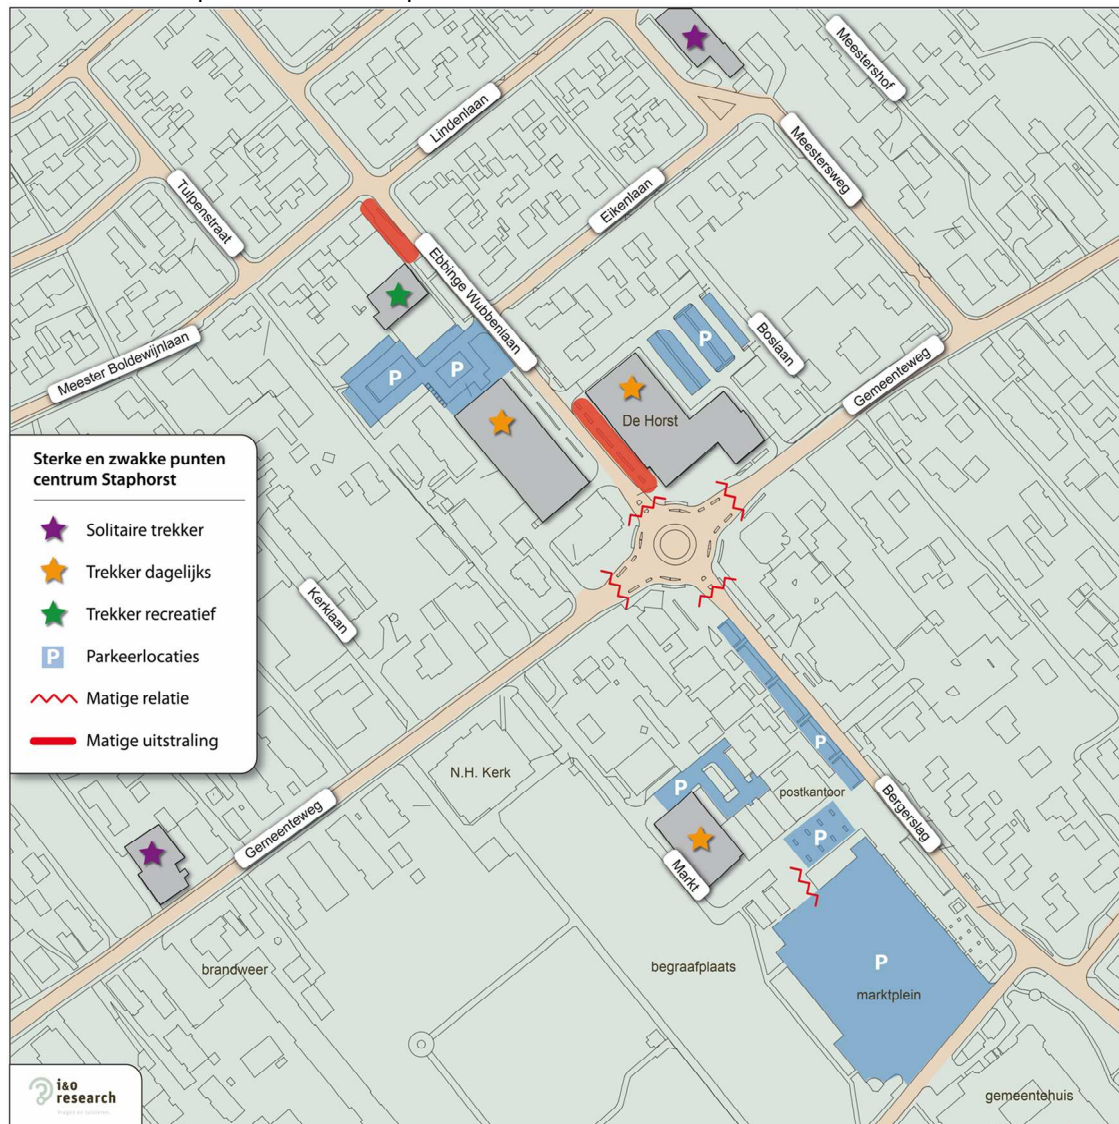 Meestershof
Lindenlaan
Meestersweg
Tulpenstraat
Eikenlaan
Ebbinge Wubbenlaan
P
Boslaan
Meester Boldewijnlaan
P
P
Gemeenteweg
De Horst
Sterke en zwakke punten
centrum Staphorst
Solitaire trekker
Trekker dagelijks
Trekker recreatief
P Parkeerlocaties
Matige relatie
Matige uitstraling
Kerklaan
P
N.H. Kerk
P
postkantoor
Bergerslag
Gemeenteweg
P
Markt
brandweer
begraafplaats
P
marktplein
i&o
research
gemeentehuis